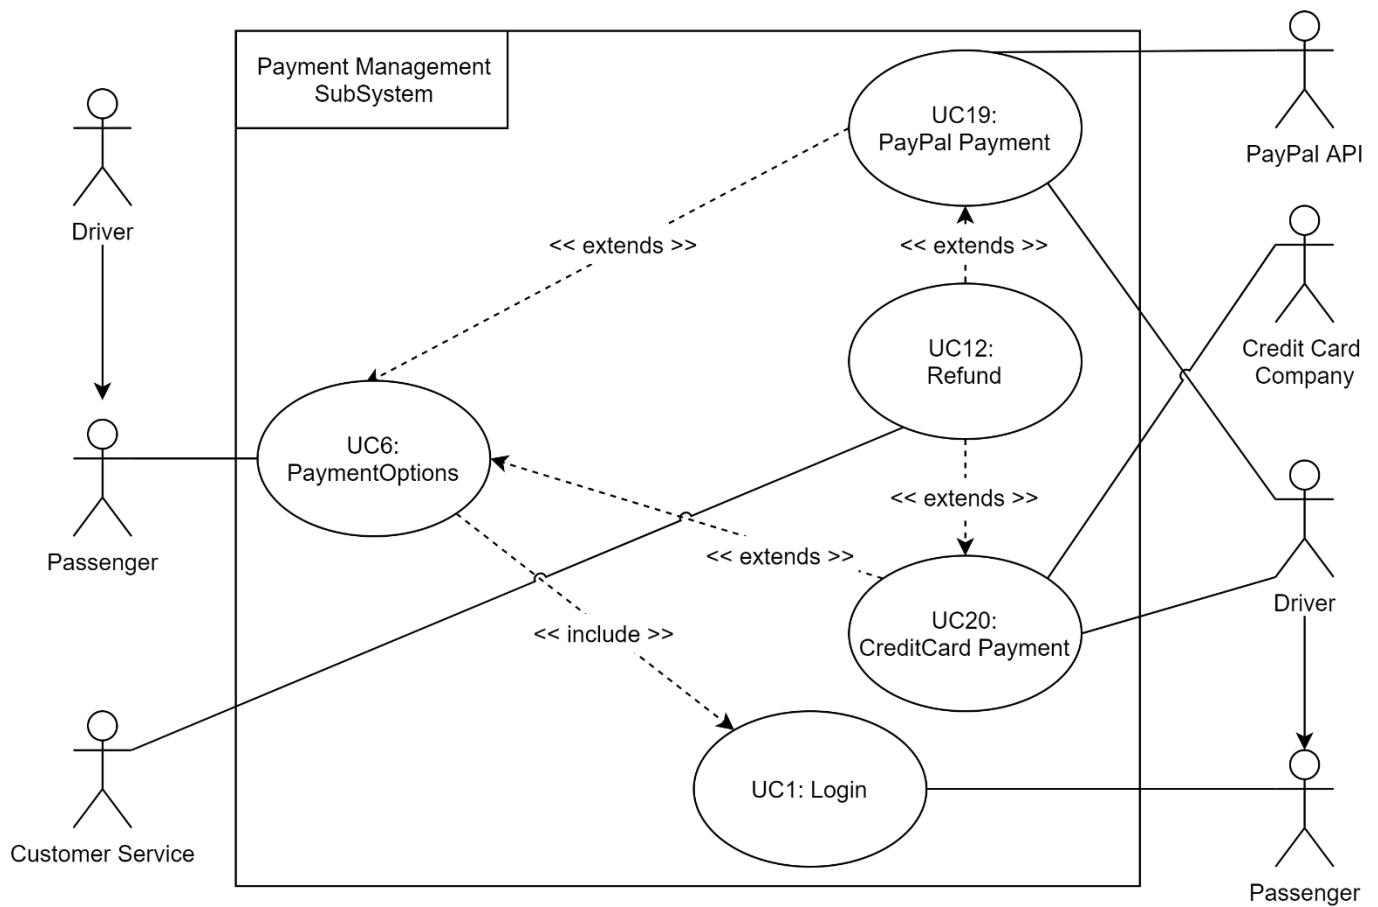 Payment Management
SubSystem
UC19:
PayPal Payment
PayPal API
Driver
<< extends >>
<< extends >>
UC12:
Refund
Credit Card
Company
UC6:
PaymentOptions
<< extends >>
Passenger
<< extends >>
Driver
UC20:
CreditCard Payment
<< include >>
UC1: Login
Customer Service
Passenger